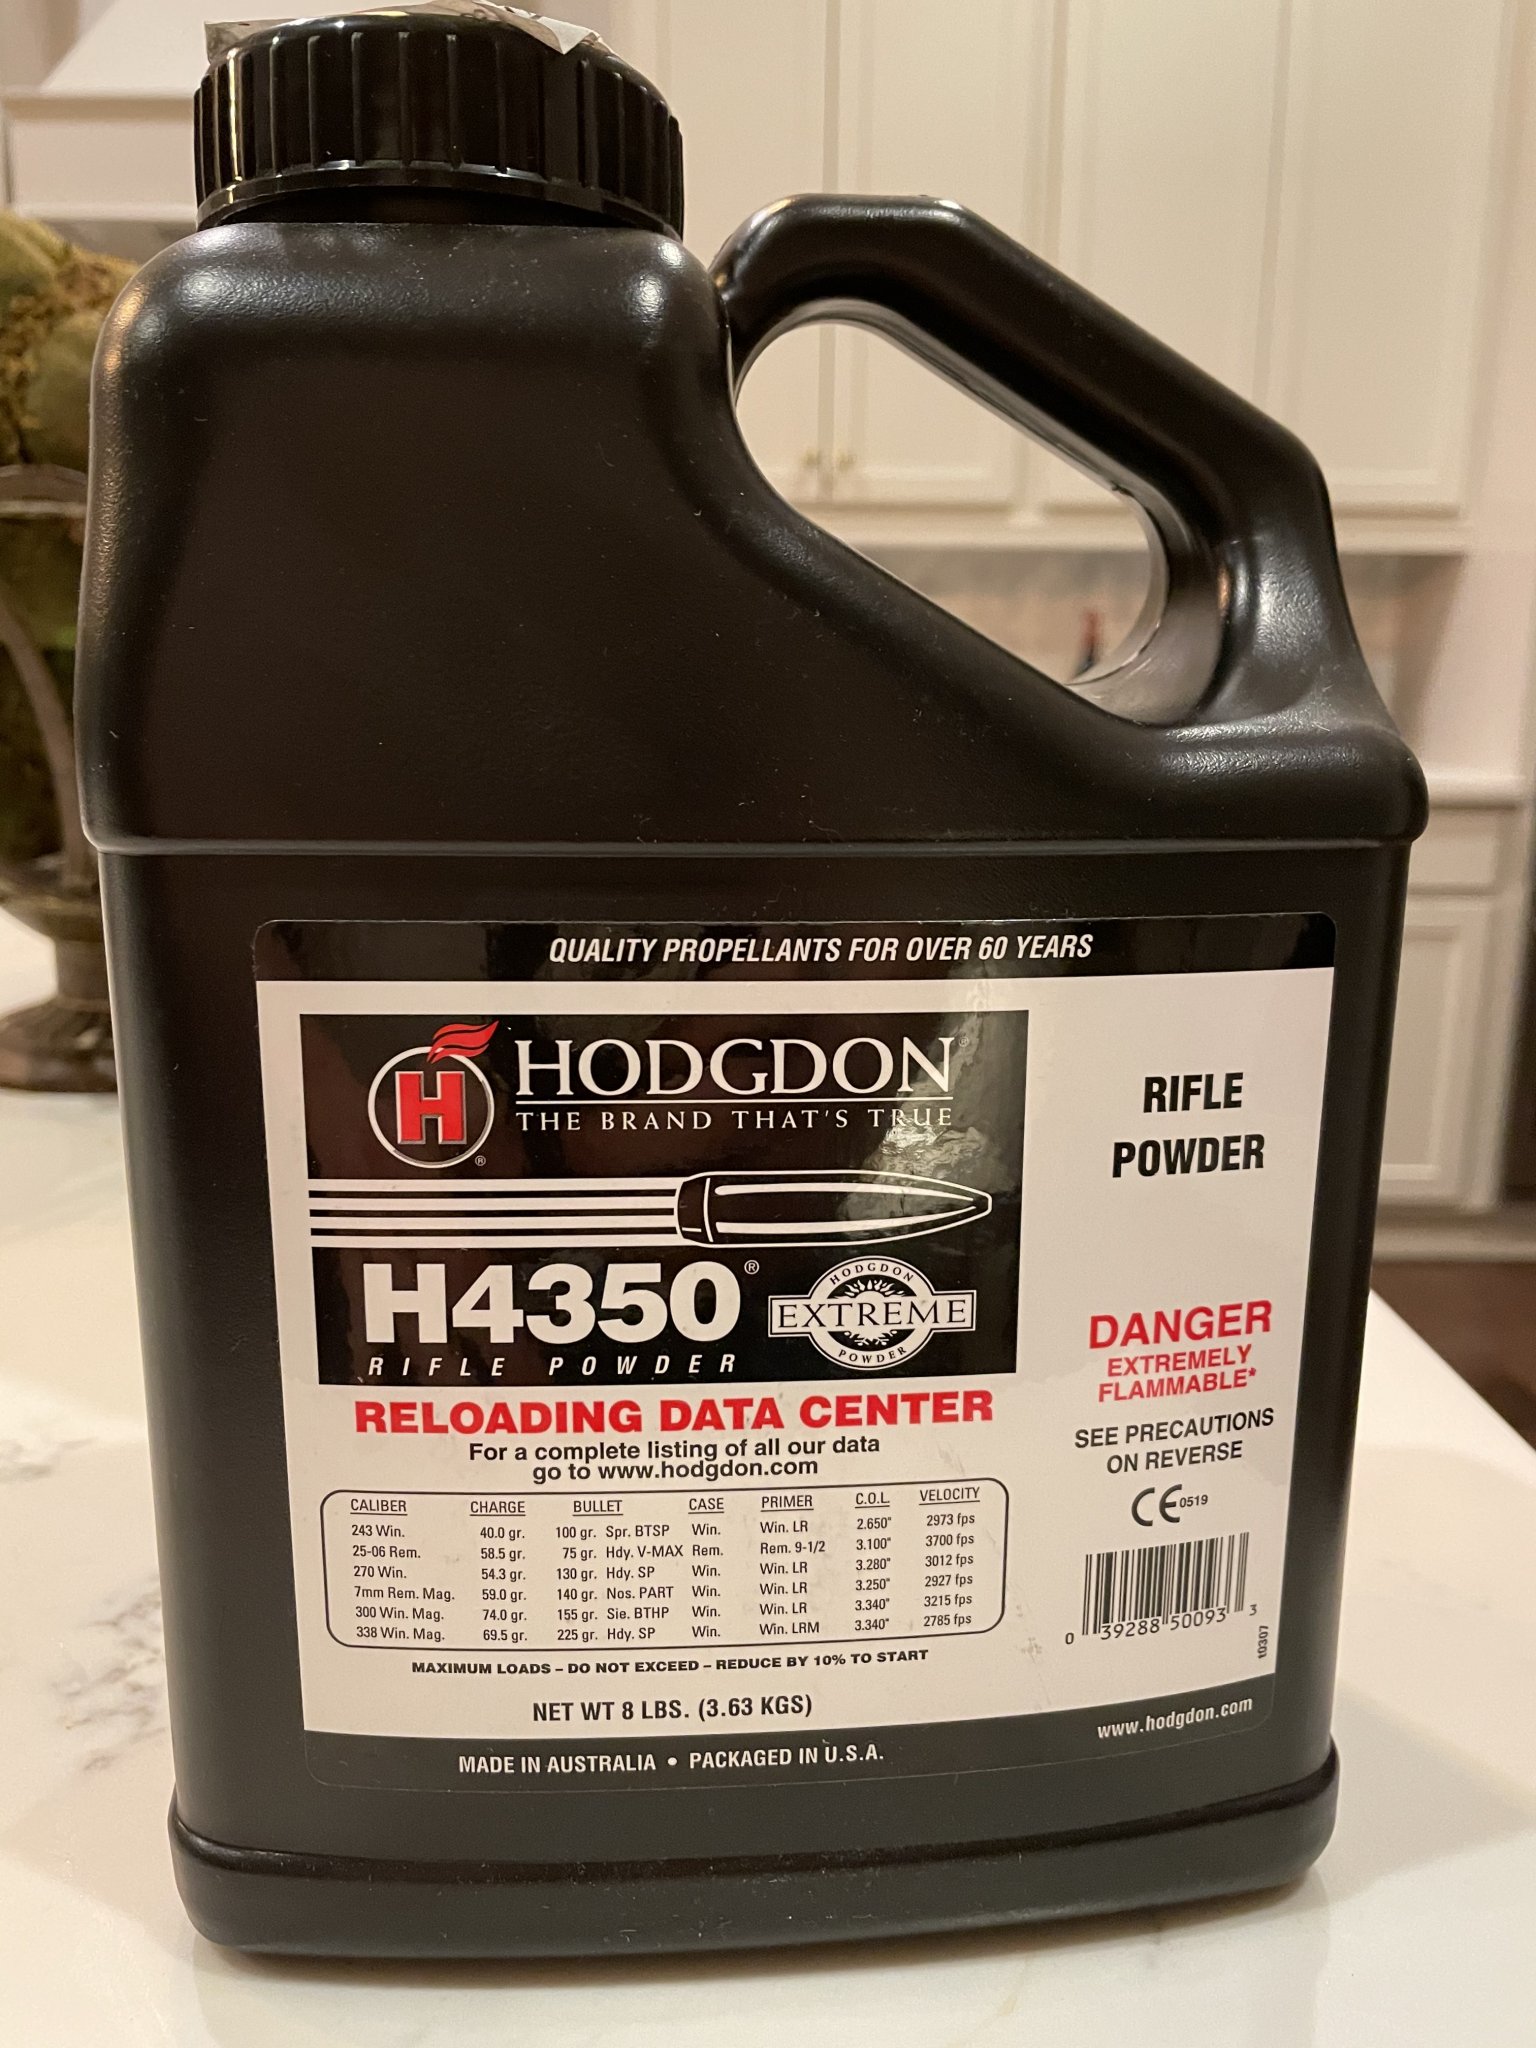 QUALITY PROPELLANTS FOR OVER 60 YEARS
H®
HODGDON®
THE BRAND THAT'S TRUE
H4350®
RIFLE POWDER
HODGDON
EXTREME
POWDER
RELOADING DATA CENTER
For a complete listing of all our data
go to www.hodgdon.com
CALIBER CHARGE BULLET CASE PRIMER C.O.L. VELOCITY
243 Win. 40.0 gr. 100 gr. Spr. BTSP Win. Win. LR 2.650" 2973 fps
25-06 Rem. 58.5 gr. 75 gr. Hdy. V-MAX Rem. Rem. 9-1/2 3.100" 3700 fps
270 Win. 54.3 gr. 130 gr. Hdy. SP Win. Win. LR 3.280" 3012 fps
7mm Rem. Mag. 59.0 gr. 140 gr. Nos. PART Win. Win. LR 3.250" 2927 fps
300 Win. Mag. 74.0 gr. 155 gr. Sie. BTHP Win. Win. LR 3.340" 3215 fps
338 Win. Mag. 69.5 gr. 225 gr. Hdy. SP Win. Win. LRM 3.340" 2785 fps
MAXIMUM LOADS – DO NOT EXCEED – REDUCE BY 10% TO START
NET WT 8 LBS. (3.63 KGS)
MADE IN AUSTRALIA • PACKAGED IN U.S.A.
RIFLE
POWDER
DANGER
EXTREMELY
FLAMMABLE*
SEE PRECAUTIONS
ON REVERSE
CE 0519
0 39288 50093 3
10307
www.hodgdon.com